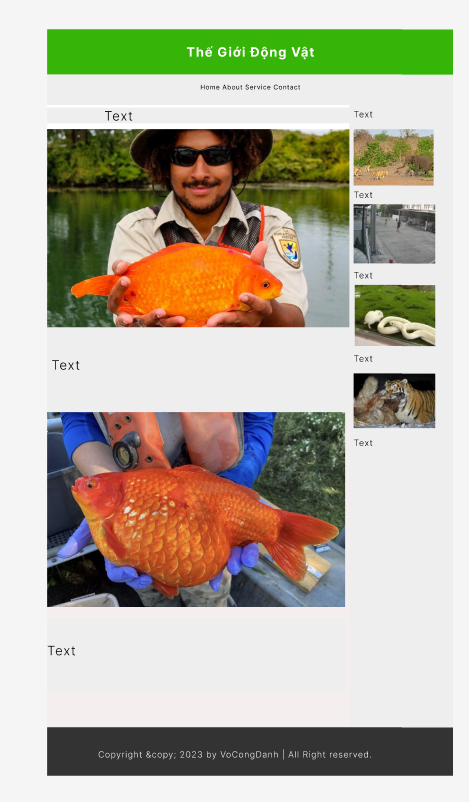 Thế Giới Động Vật
Home About Service Contact
Text
Text
Text
Text
Text
Text
Text
Text
Copyright &copy; 2023 by VoCongDanh | All Right reserved.